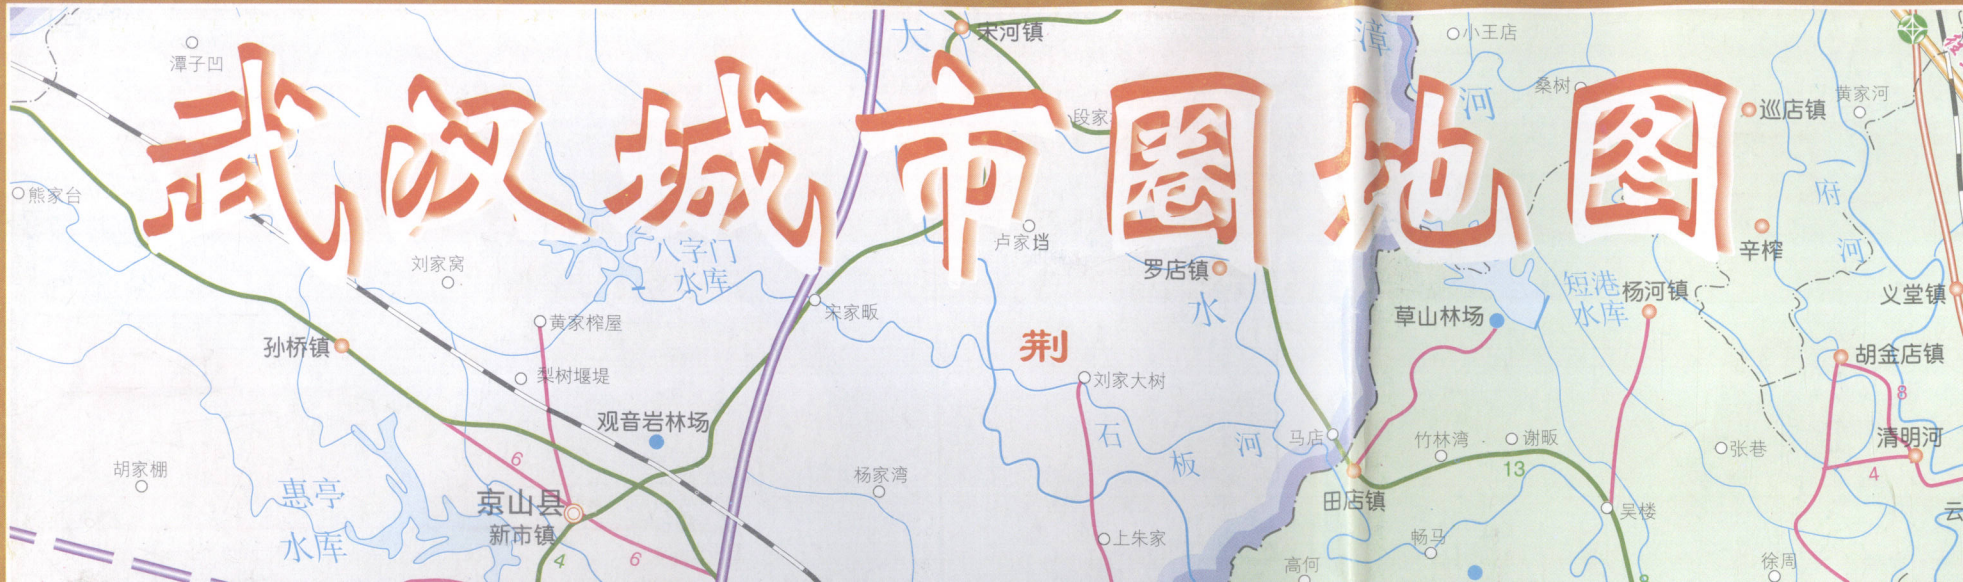 武汉城市圈地图
大
宋河镇
漳
小王店
潭子凹
桑树
河
黄家河
巡店镇
段家
熊家台
府
河
辛榨
卢家垱
八字门
水库
刘家窝
罗店镇
水
短港
水库
杨河镇
义堂镇
草山林场
宋家畈
黄家榨屋
孙桥镇
荆
胡金店镇
梨树堰堤
刘家大树
8
观音岩林场
石
板
河
马店
竹林湾
谢畈
张巷
清明河
6
胡家棚
杨家湾
13
4
惠亭
水库
京山县
新市镇
田店镇
吴楼
云
上朱家
畅马
4
6
高何
徐周
8